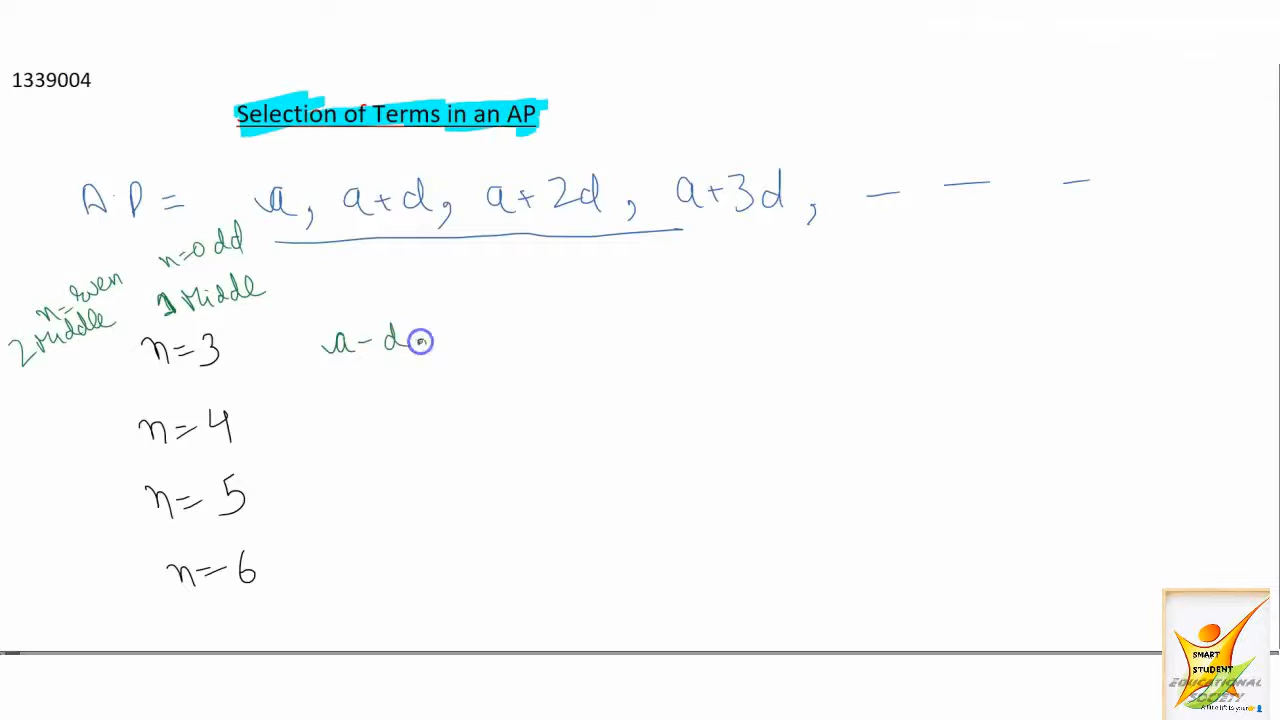 1339004
Selection of Terms in an AP
A.P = a, a+d, a+2d, a+3d, – – –
n=odd
1 Middle
n=even
2 Middle
n=3 a-d
n=4
n=5
n=6
SMART
STUDENT
EDUCATIONAL
SOCIETY